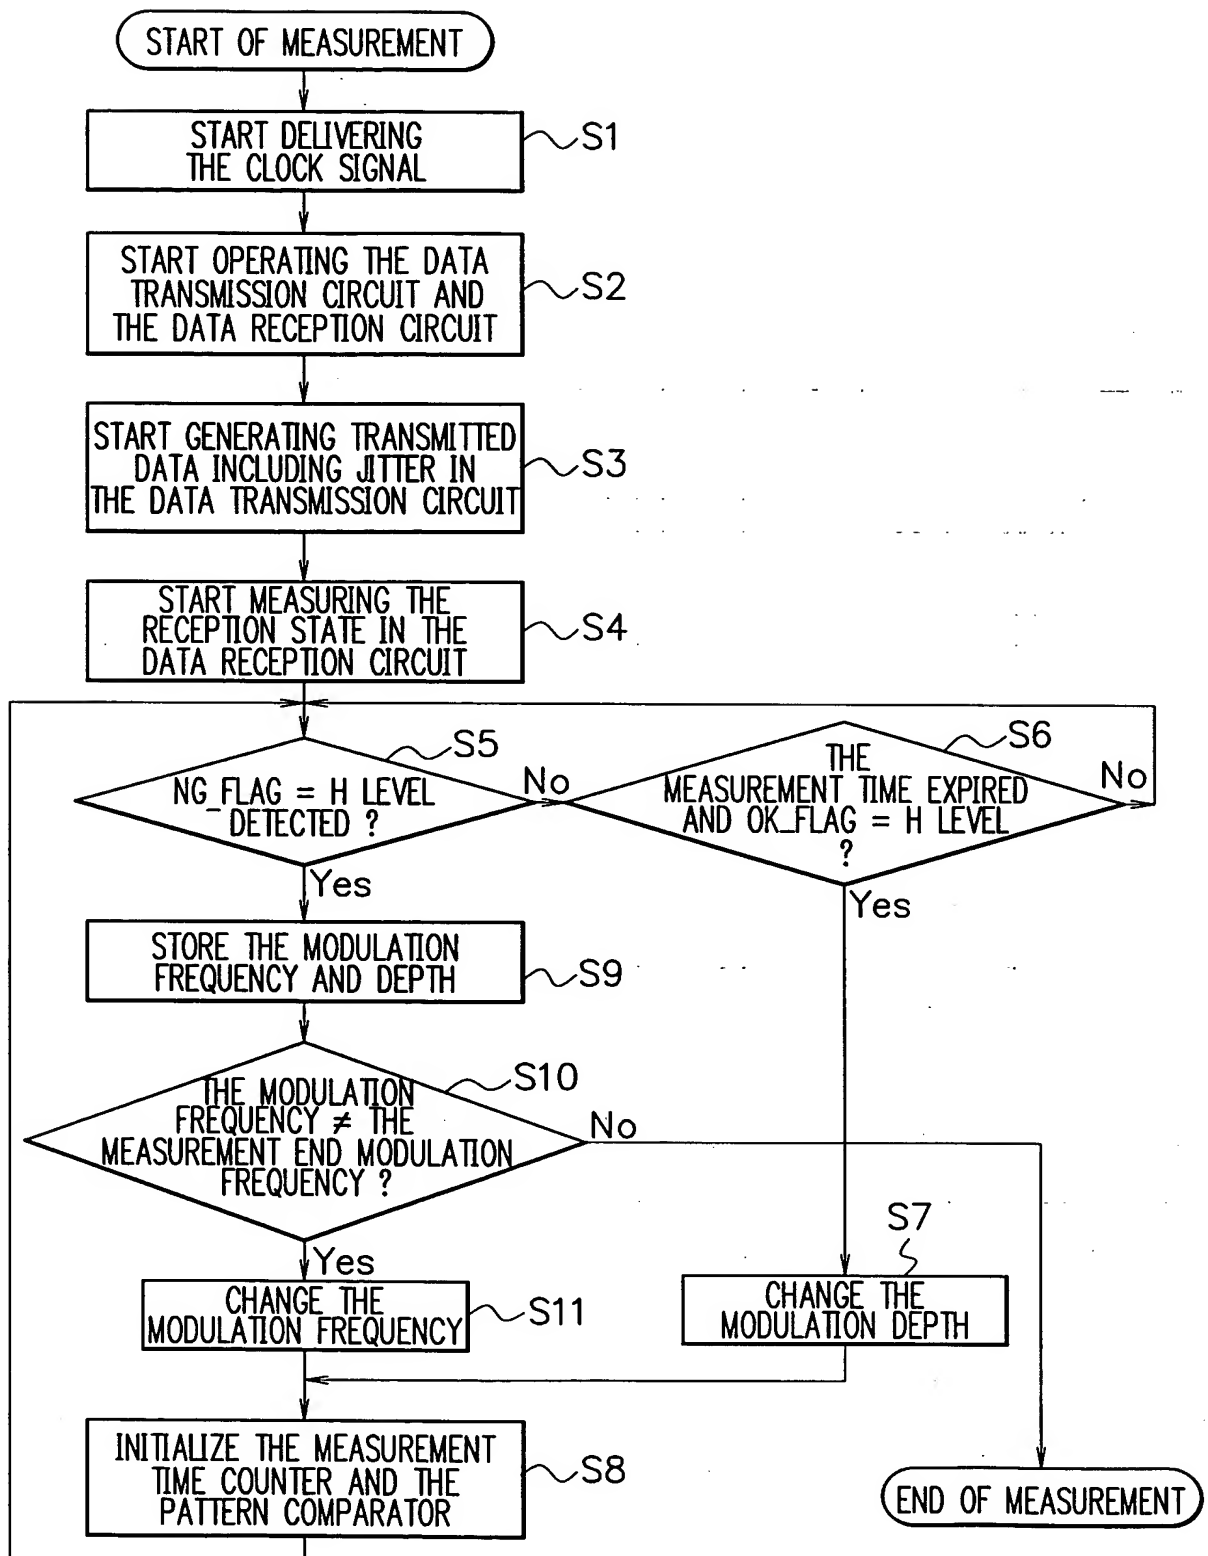 START OF MEASUREMENT
START DELIVERING
THE CLOCK SIGNAL
S1
START OPERATING THE DATA
TRANSMISSION CIRCUIT AND
THE DATA RECEPTION CIRCUIT
S2
START GENERATING TRANSMITTED
DATA INCLUDING JITTER IN
THE DATA TRANSMISSION CIRCUIT
S3
START MEASURING THE
RECEPTION STATE IN THE
DATA RECEPTION CIRCUIT
S4
S5
NG_FLAG = H LEVEL
DETECTED ?
No
Yes
S6
THE
MEASUREMENT TIME EXPIRED
AND OK_FLAG = H LEVEL
?
No
Yes
STORE THE MODULATION
FREQUENCY AND DEPTH
S9
S10
THE MODULATION
FREQUENCY ≠ THE
MEASUREMENT END MODULATION
FREQUENCY ?
No
Yes
S7
CHANGE THE
MODULATION FREQUENCY
S11
CHANGE THE
MODULATION DEPTH
INITIALIZE THE MEASUREMENT
TIME COUNTER AND THE
PATTERN COMPARATOR
S8
END OF MEASUREMENT